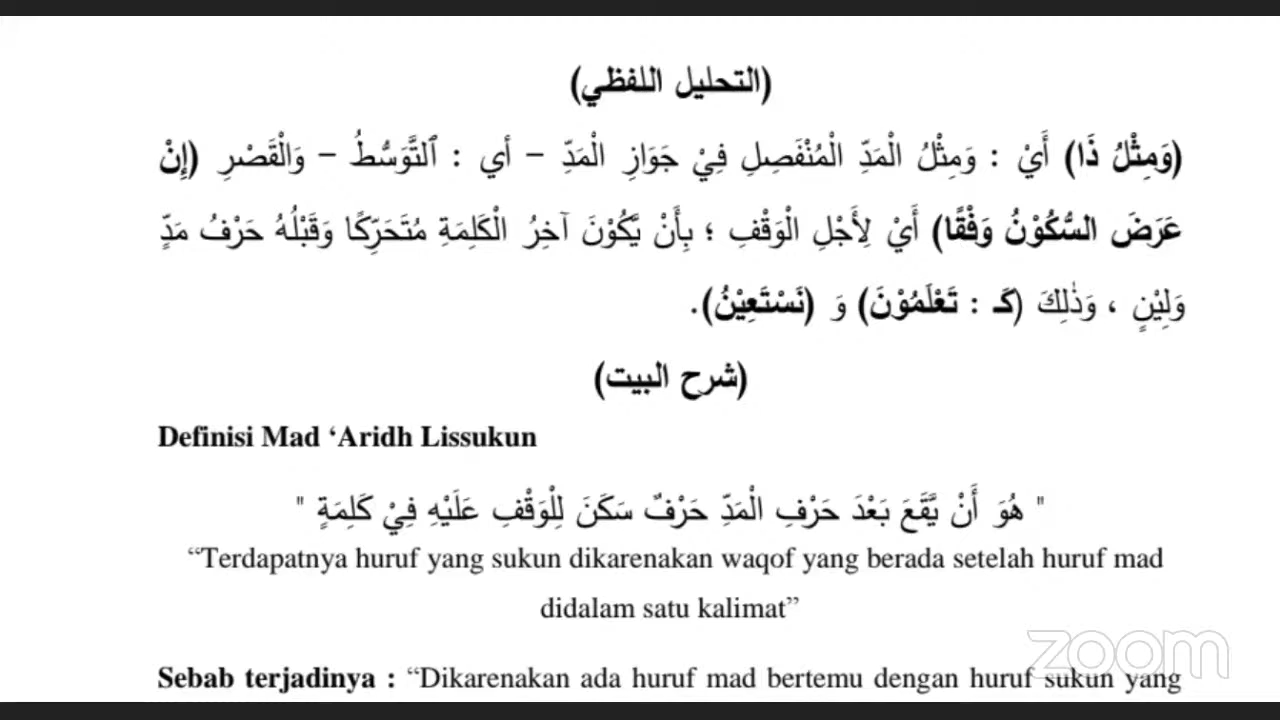 (التحليل اللفظي)
(وَمِثْلُ ذَا) أَيْ : وَمِثْلُ الْمَدِّ الْمُنْفَصِلِ فِيْ جَوَازِ الْمَدِّ – أي : اَلتَّوَسُّطُ – وَالْقَصْرِ (إِنْ
عَرَضَ السُّكُوْنُ وَفْقًا) أَيْ لِأَجْلِ الْوَقْفِ ؛ بِأَنْ يَّكُوْنَ آخِرُ الْكَلِمَةِ مُتَحَرِّكًا وَقَبْلُهُ حَرْفُ مَدٍّ
وَلِيْنٍ ، وَذٰلِكَ (كَـ : تَعْلَمُوْنَ) وَ (نَسْتَعِيْنُ).
(شرح البيت)
Definisi Mad ‘Aridh Lissukun
" هُوَ أَنْ يَّقَعَ بَعْدَ حَرْفِ الْمَدِّ حَرْفٌ سَكَنَ لِلْوَقْفِ عَلَيْهِ فِيْ كَلِمَةٍ "
“Terdapatnya huruf yang sukun dikarenakan waqof yang berada setelah huruf mad
didalam satu kalimat”
zoom
Sebab terjadinya : “Dikarenakan ada huruf mad bertemu dengan huruf sukun yang